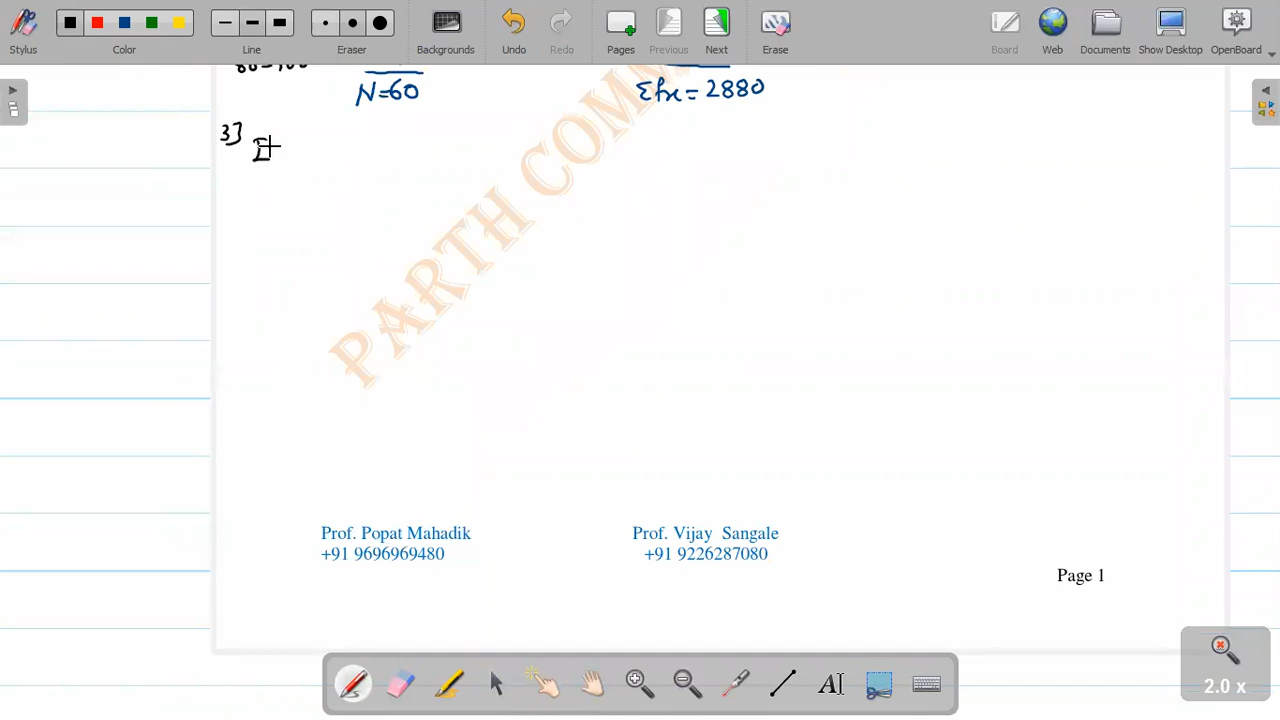 Stylus Color Line Eraser Backgrounds Undo Redo Pages Previous Next Erase Board Web Documents Show Desktop OpenBoard
N=60 Σfx = 2880
3]
PARTH COMM
Prof. Popat Mahadik Prof. Vijay Sangale
+91 9696969480 +91 9226287080
Page 1
2.0 x